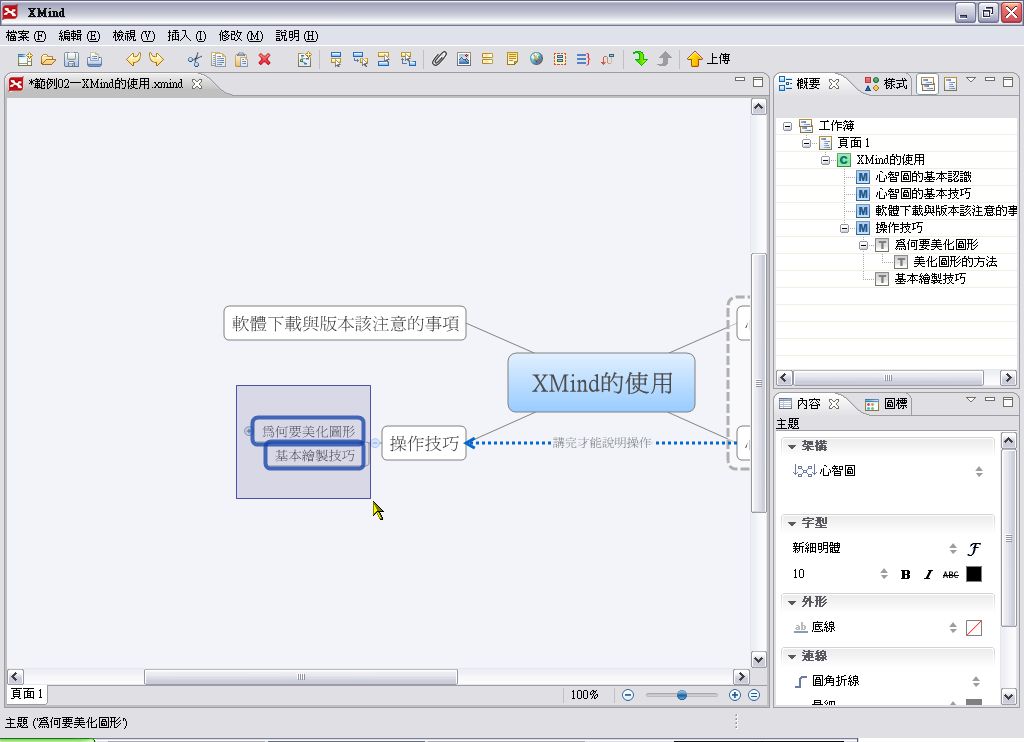 XMind
檔案(F) 編輯(E) 檢視(V) 插入(I) 修改(M) 說明(H)
上傳
*範例02一XMind的使用.xmind
概要
樣式
工作簿
頁面 1
XMind的使用
心智圖的基本認識
心智圖的基本技巧
軟體下載與版本該注意的事
操作技巧
爲何要美化圖形
美化圖形的方法
基本繪製技巧
軟體下載與版本該注意的事項
XMind的使用
爲何要美化圖形
基本繪製技巧
操作技巧
講完才能說明操作
內容
圖標
主題
架構
心智圖
字型
新細明體
10
B I ABC
外形
ab 底線
連線
圓角折線
頁面 1
100%
主題 ('爲何要美化圖形')